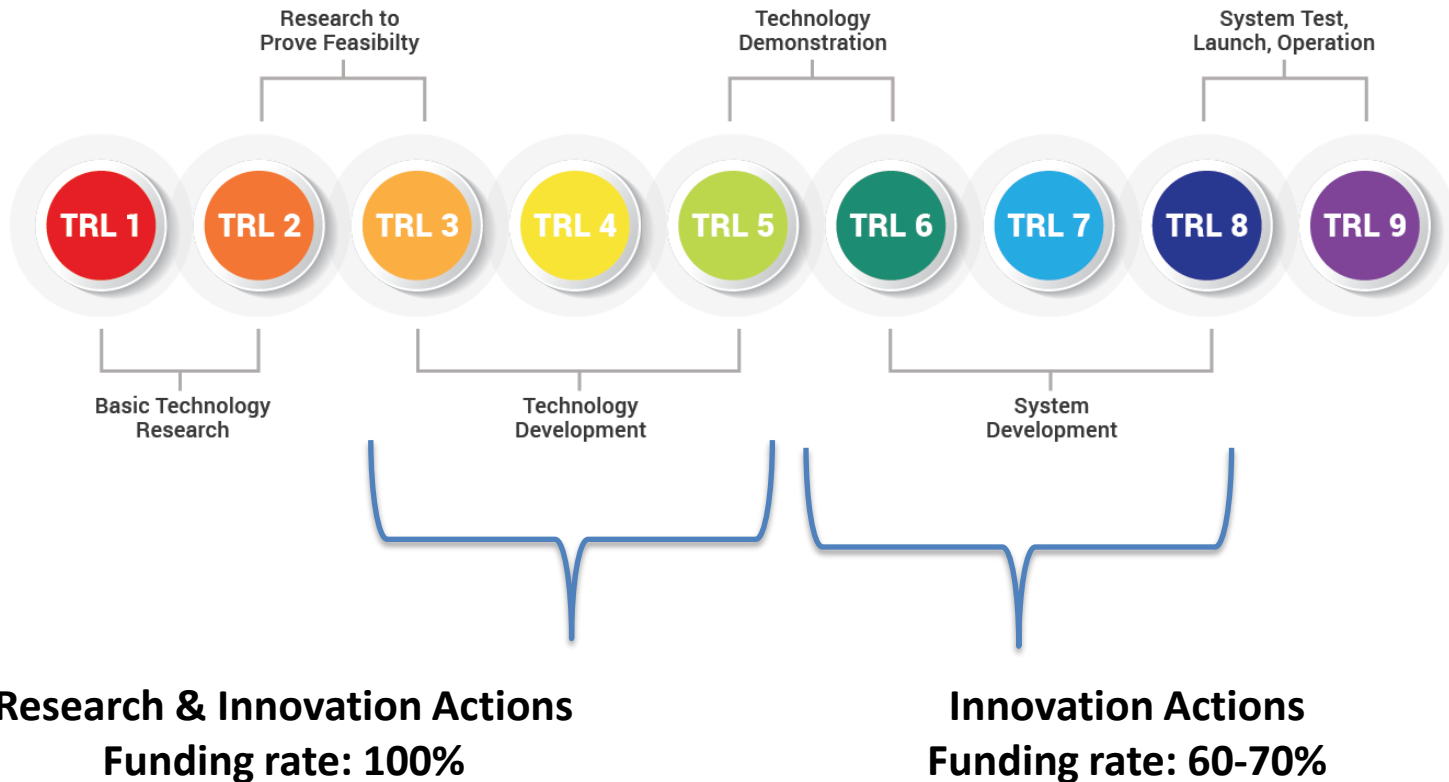 Research to
Prove Feasibilty
Technology
Demonstration
System Test,
Launch, Operation
TRL 1
TRL 2
TRL 3
TRL 4
TRL 5
TRL 6
TRL 7
TRL 8
TRL 9
Basic Technology
Research
Technology
Development
System
Development
Research & Innovation Actions
Funding rate: 100%
Innovation Actions
Funding rate: 60-70%